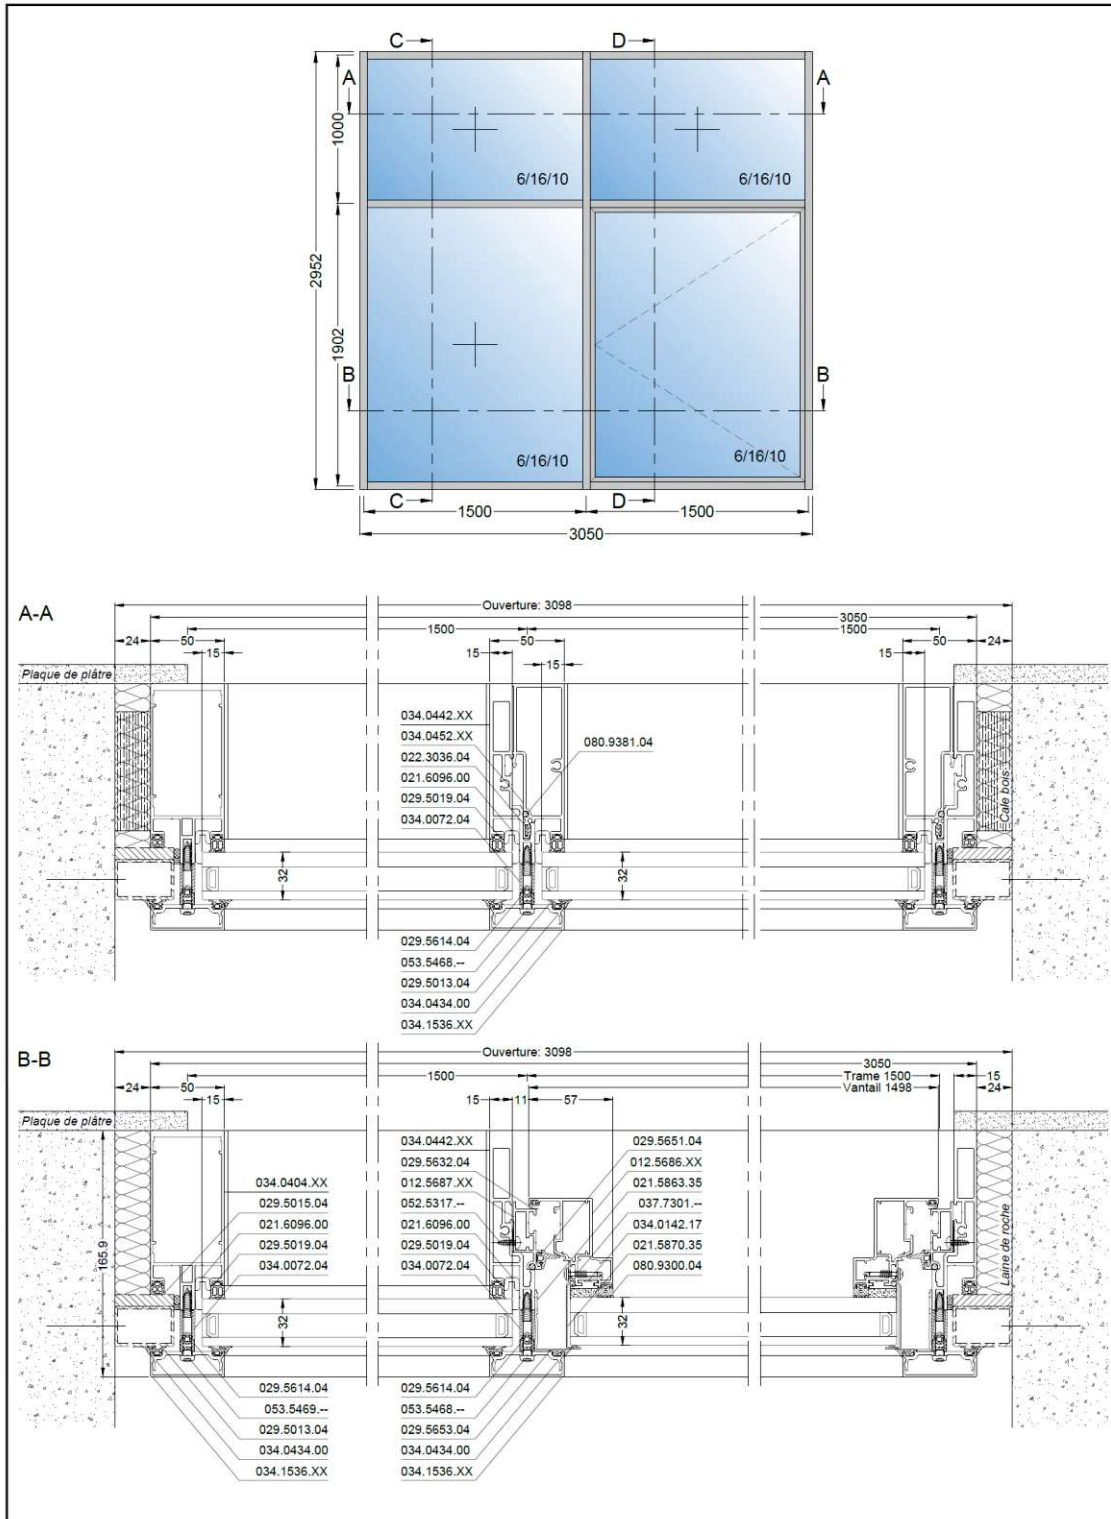 C
D
A
A
1000
6/16/10
6/16/10
2952
1902
B
B
6/16/10
6/16/10
C
D
1500
1500
3050
A-A
Ouverture: 3098
3050
1500
1500
24
50
50
50
24
15
15
15
15
Plaque de plâtre
034.0442.XX
034.0452.XX
080.9381.04
022.3036.04
021.6096.00
029.5019.04
034.0072.04
Cale bois
32
32
029.5614.04
053.5468.--
029.5013.04
034.0434.00
034.1536.XX
B-B
Ouverture: 3098
3050
1500
Trame 1500
15
24
50
Vantail 1498
24
15
15
11
57
Plaque de plâtre
034.0442.XX
029.5651.04
029.5632.04
012.5686.XX
034.0404.XX
012.5687.XX
021.5863.35
029.5015.04
052.5317.--
037.7301.--
021.6096.00
021.6096.00
034.0142.17
029.5019.04
029.5019.04
021.5870.35
034.0072.04
034.0072.04
080.9300.04
165.9
Laine de roche
32
32
029.5614.04
029.5614.04
053.5469.--
053.5468.--
029.5013.04
029.5653.04
034.0434.00
034.0434.00
034.1536.XX
034.1536.XX